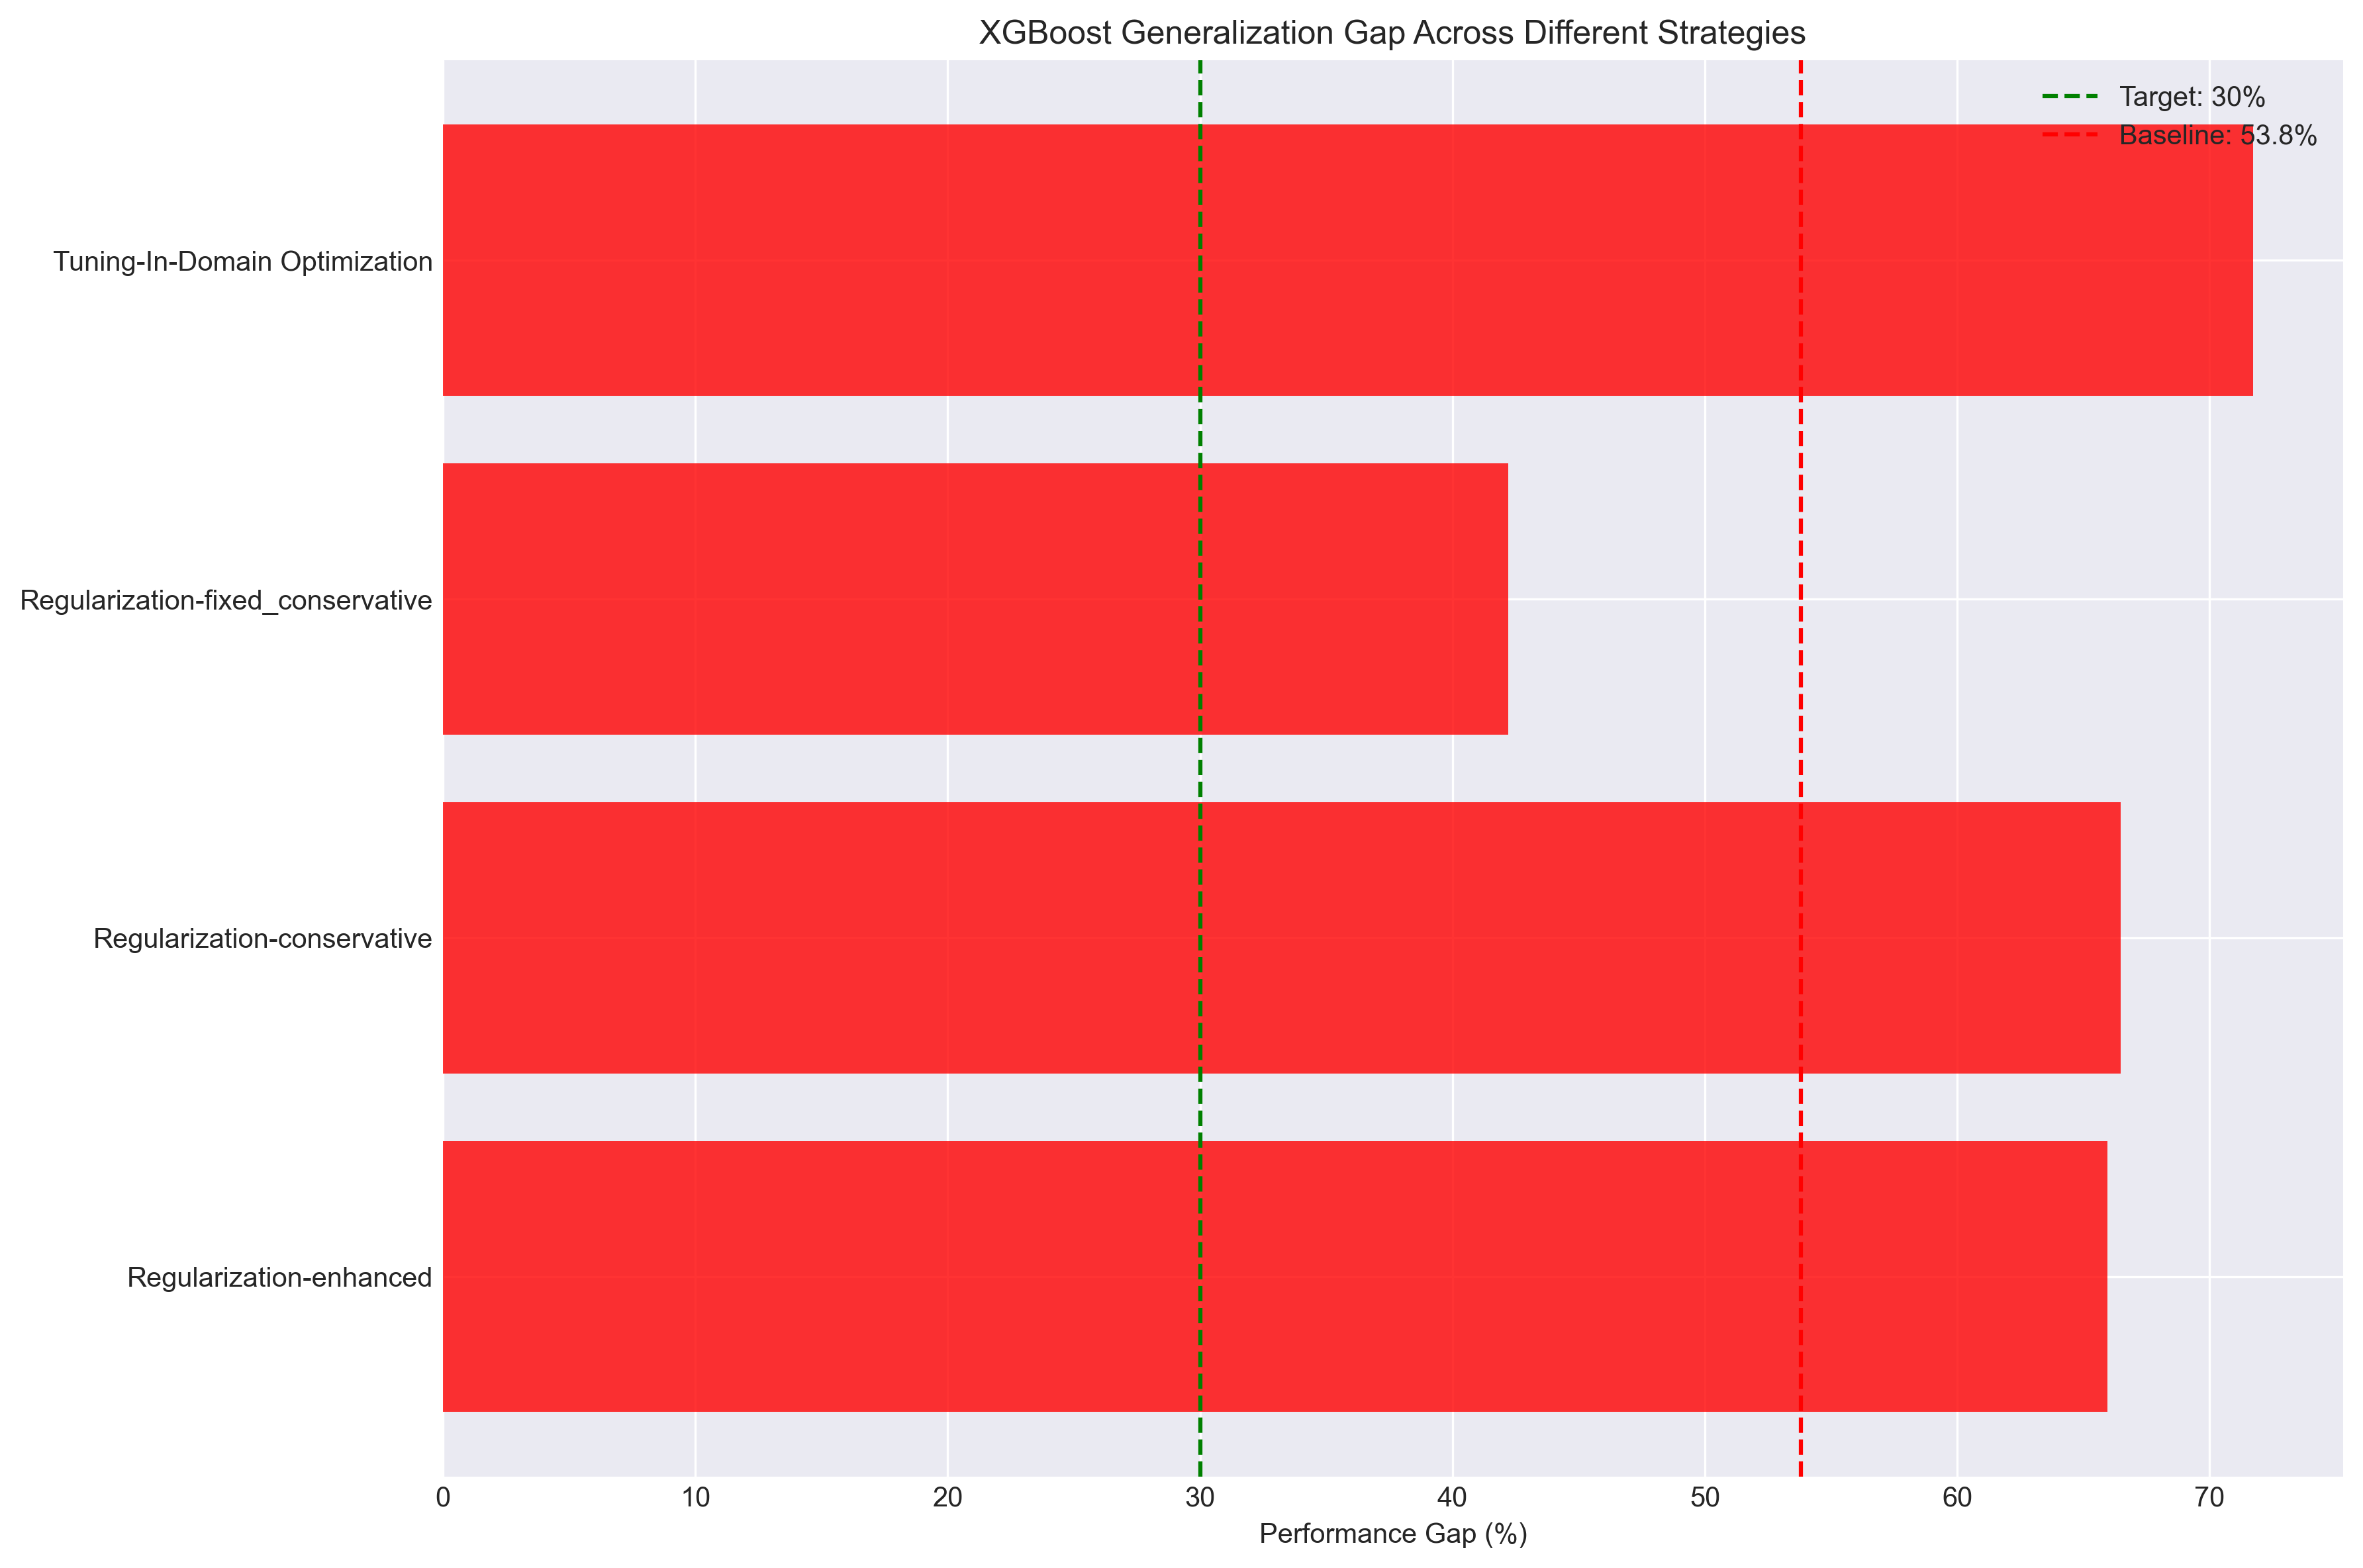 XGBoost Generalization Gap Across Different Strategies
Target: 30%
Baseline: 53.8%
Tuning-In-Domain Optimization
Regularization-fixed_conservative
Regularization-conservative
Regularization-enhanced
0 10 20 30 40 50 60 70
Performance Gap (%)